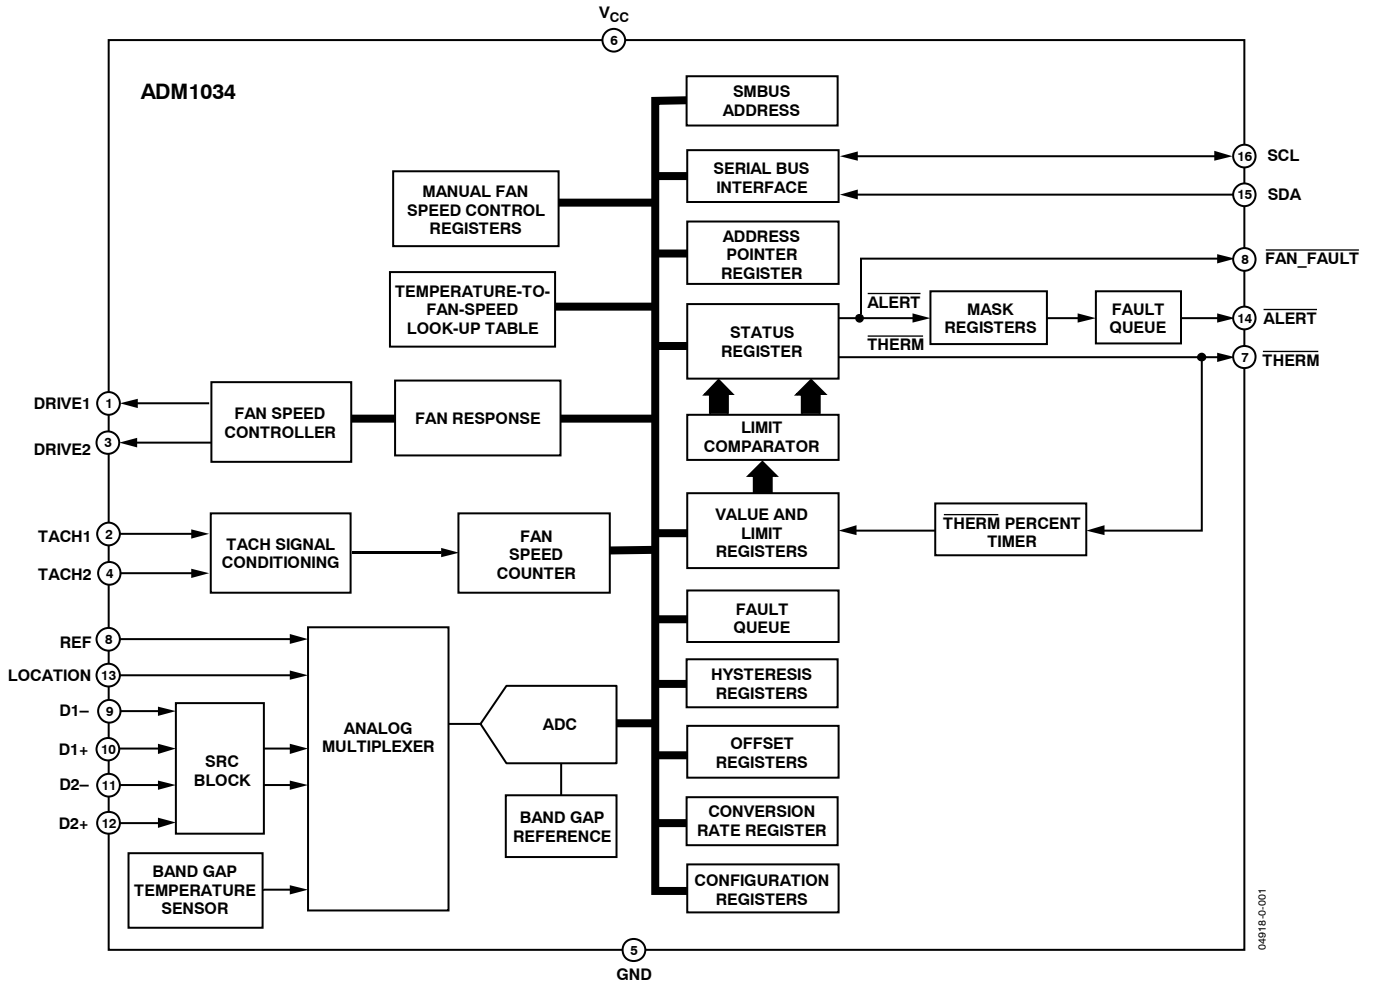 VCC
6
ADM1034
SMBUS
ADDRESS
SERIAL BUS
INTERFACE
16 SCL
15 SDA
MANUAL FAN
SPEED CONTROL
REGISTERS
ADDRESS
POINTER
REGISTER
8 FAN_FAULT
TEMPERATURE-TO-
FAN-SPEED
LOOK-UP TABLE
STATUS
REGISTER
ALERT
THERM
MASK
REGISTERS
FAULT
QUEUE
14 ALERT
7 THERM
DRIVE1 1
DRIVE2 3
FAN SPEED
CONTROLLER
FAN RESPONSE
LIMIT
COMPARATOR
TACH1 2
TACH2 4
TACH SIGNAL
CONDITIONING
FAN
SPEED
COUNTER
VALUE AND
LIMIT
REGISTERS
THERM PERCENT
TIMER
FAULT
QUEUE
REF 8
LOCATION 13
D1– 9
D1+ 10
D2– 11
D2+ 12
SRC
BLOCK
ANALOG
MULTIPLEXER
ADC
BAND GAP
REFERENCE
HYSTERESIS
REGISTERS
OFFSET
REGISTERS
CONVERSION
RATE REGISTER
CONFIGURATION
REGISTERS
BAND GAP
TEMPERATURE
SENSOR
5
GND
04918-0-001